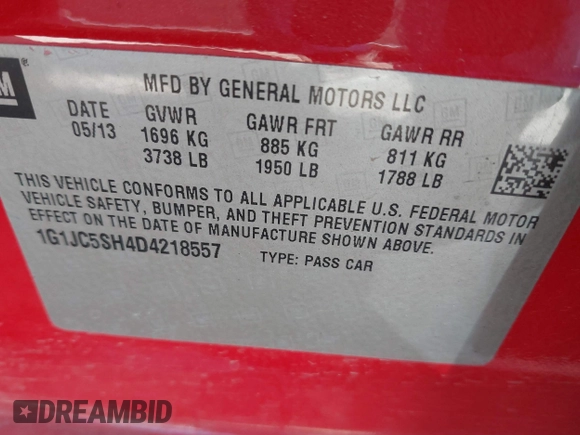 GM
MFD BY GENERAL MOTORS LLC
DATE GVWR GAWR FRT GAWR RR
05/13 1696 KG 885 KG 811 KG
3738 LB 1950 LB 1788 LB
THIS VEHICLE CONFORMS TO ALL APPLICABLE U.S. FEDERAL MOTOR
VEHICLE SAFETY, BUMPER, AND THEFT PREVENTION STANDARDS IN
EFFECT ON THE DATE OF MANUFACTURE SHOWN ABOVE.
1G1JC5SH4D4218557 TYPE: PASS CAR
DREAMBID